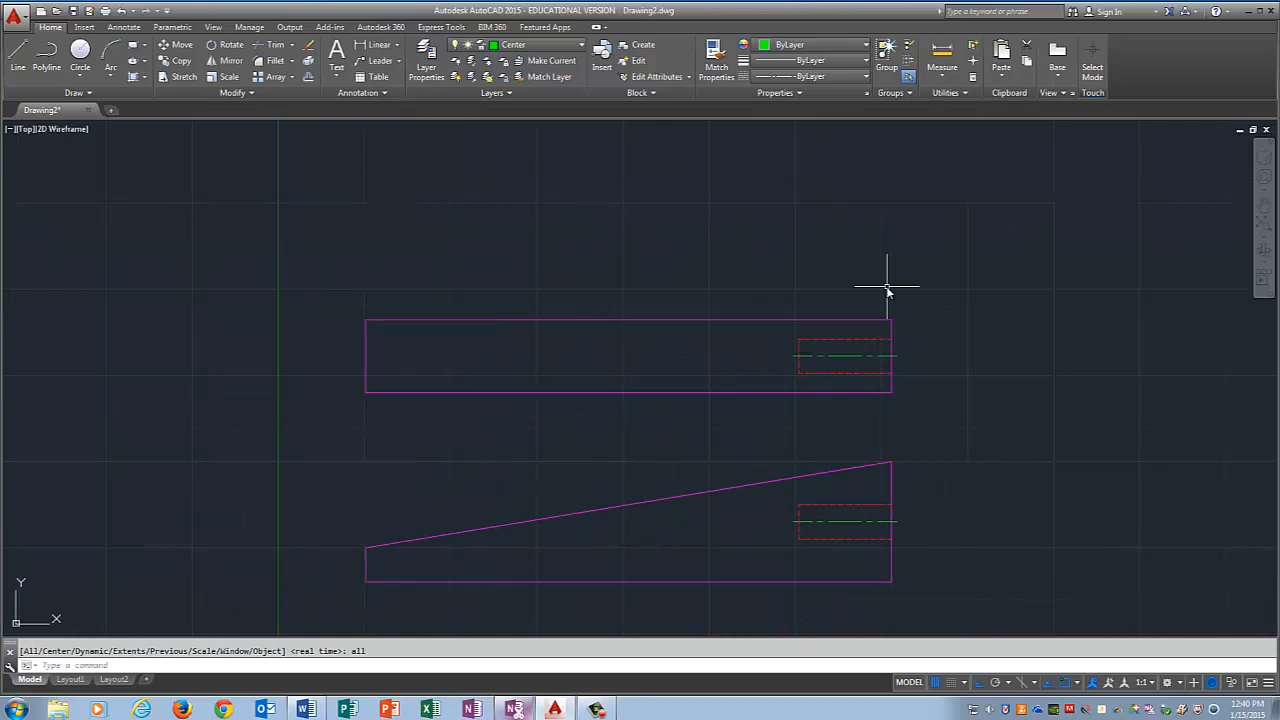 Autodesk AutoCAD 2015 - EDUCATIONAL VERSION Drawing2.dwg
Type a keyword or phrase
Sign In
Home Insert Annotate Parametric View Manage Output Add-ins Autodesk 360 Express Tools BIM 360 Featured Apps
Line Polyline Circle Arc
Move Rotate Trim
Copy Mirror Fillet
Stretch Scale Array
Text
Linear
Leader
Table
Layer Properties
Center
Make Current
Match Layer
Insert
Create
Edit
Edit Attributes
Match Properties
ByLayer
ByLayer
ByLayer
Group
Measure
Paste
Base
Select Mode
Draw Modify Annotation Layers Block Properties Groups Utilities Clipboard View Touch
Drawing2*
[−][Top][2D Wireframe]
Y
X
[All/Center/Dynamic/Extents/Previous/Scale/Window/Object] <real time>: all
Type a command
Model Layout1 Layout2
MODEL
1:1
12:40 PM
1/15/2015